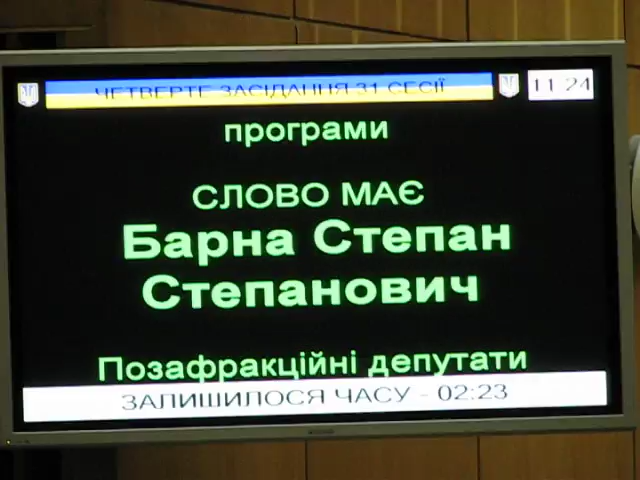 ЧЕТВЕРТЕ ЗАСІДАННЯ 31 СЕСІЇ 11:24
програми
СЛОВО МАЄ
Барна Степан
Степанович
Позафракційні депутати
ЗАЛИШИЛОСЯ ЧАСУ - 02:23